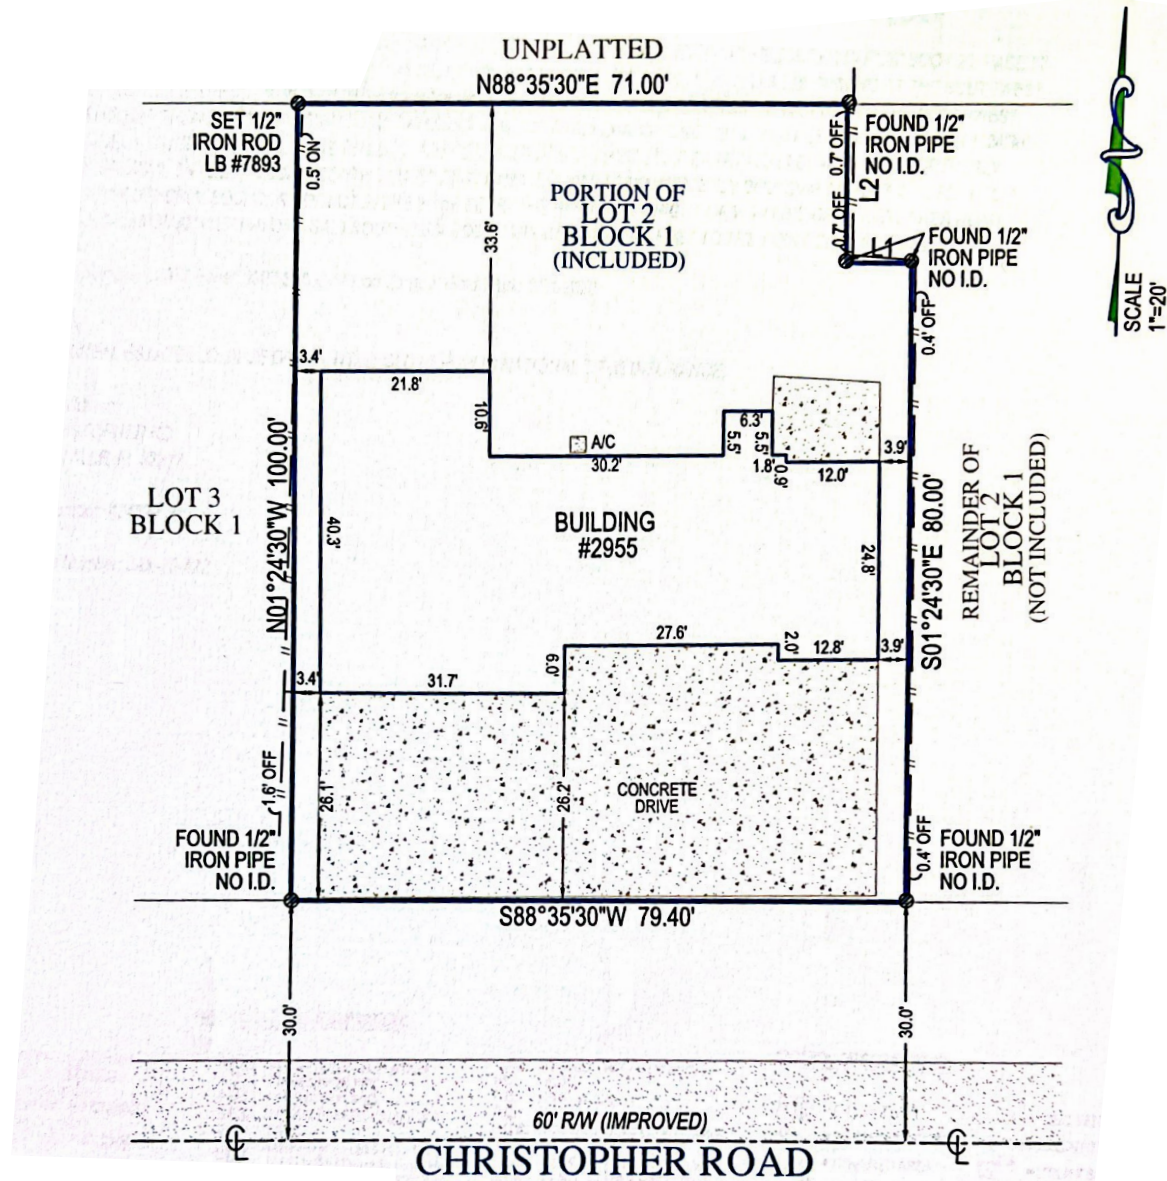 UNPLATTED
N88°35'30"E 71.00'
SET 1/2"
IRON ROD
LB #7893
0.5' ON
33.6'
PORTION OF
LOT 2
BLOCK 1
(INCLUDED)
0.7' OFF
0.7' OFF
L2
L1
FOUND 1/2"
IRON PIPE
NO I.D.
FOUND 1/2"
IRON PIPE
NO I.D.
SCALE
1"=20'
0.4' OFF
3.4'
21.8'
10.6'
A/C
30.2'
6.3'
5.5'
5.5'
1.8'
0.9'
12.0'
3.9'
LOT 3
BLOCK 1
N01°24'30"W 100.00'
40.3'
BUILDING
#2955
24.8'
S01°24'30"E 80.00'
REMAINDER OF
LOT 2
BLOCK 1
(NOT INCLUDED)
27.6'
2.0'
12.8'
3.9'
6.0'
3.4'
31.7'
1.6' OFF
26.1'
26.2'
CONCRETE
DRIVE
0.4' OFF
FOUND 1/2"
IRON PIPE
NO I.D.
FOUND 1/2"
IRON PIPE
NO I.D.
S88°35'30"W 79.40'
30.0'
30.0'
60' R/W (IMPROVED)
CL
CL
CHRISTOPHER ROAD